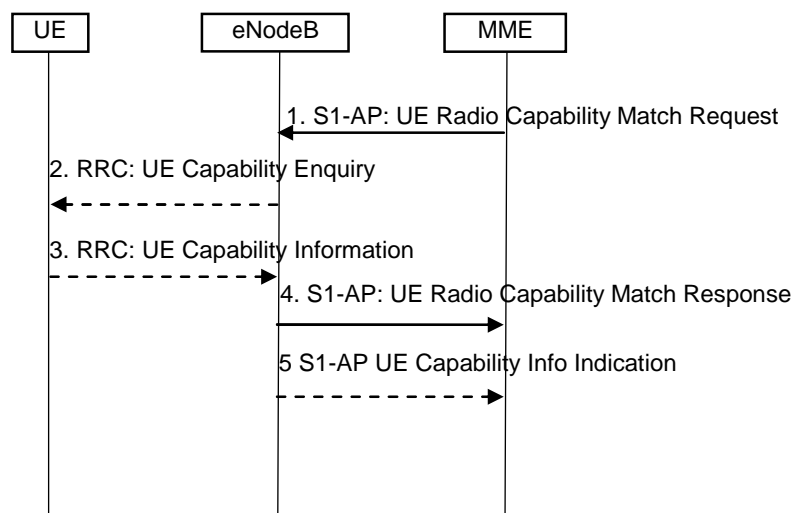 UE
eNodeB
MME
1. S1-AP: UE Radio Capability Match Request
2. RRC: UE Capability Enquiry
3. RRC: UE Capability Information
4. S1-AP: UE Radio Capability Match Response
5 S1-AP UE Capability Info Indication